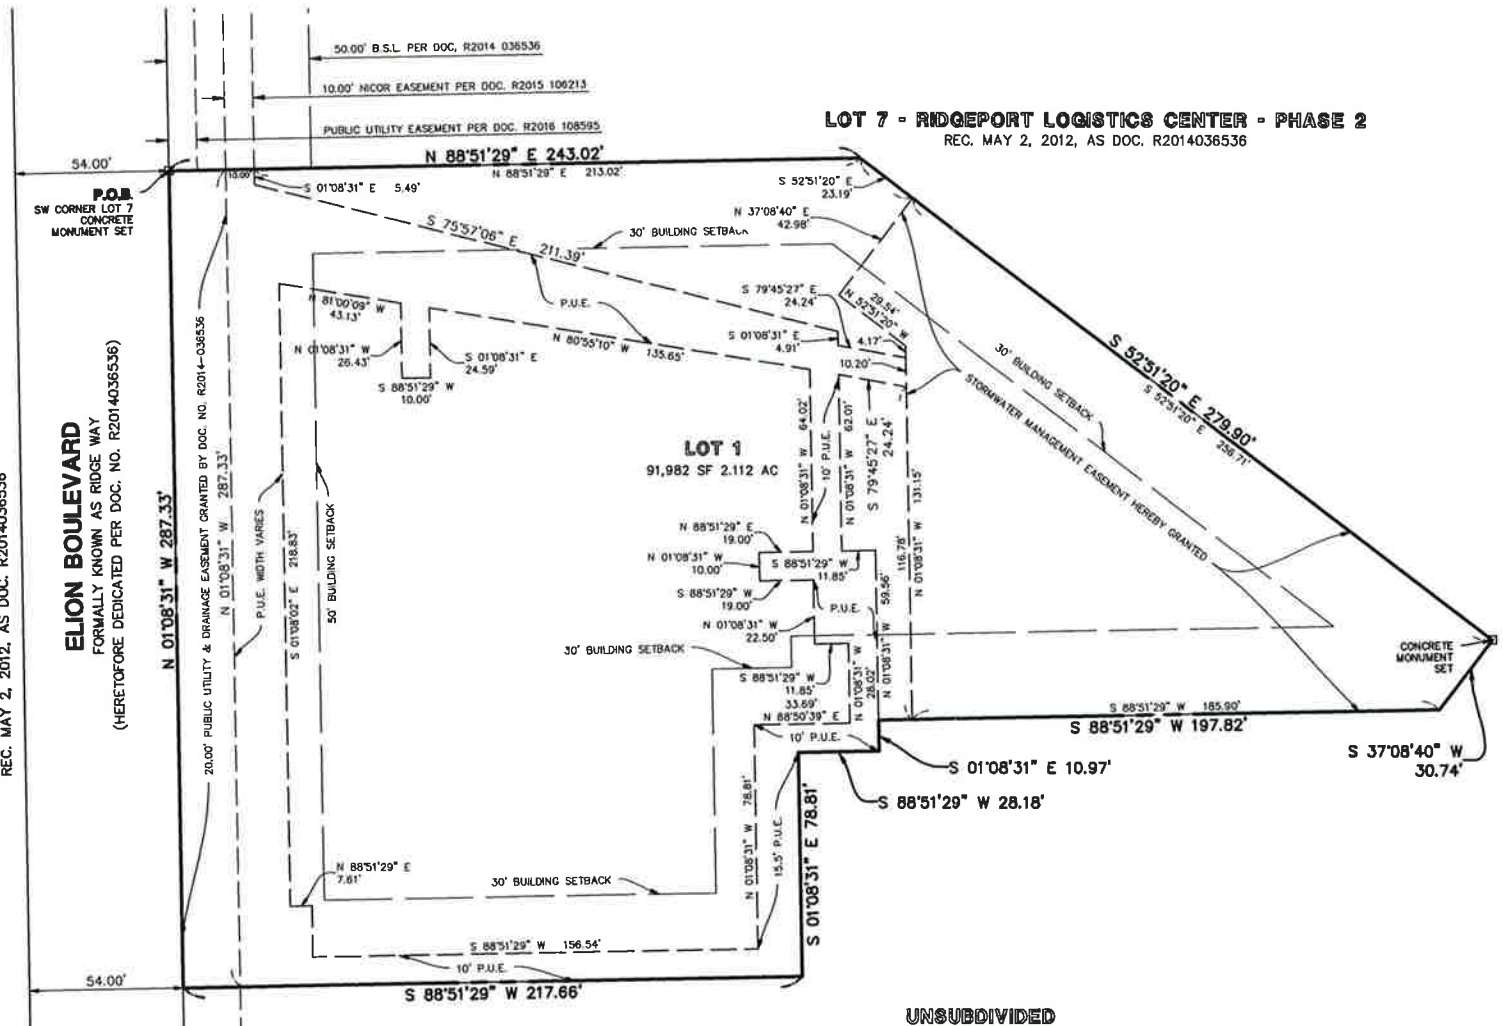 50.00' B.S.L. PER DOC, R2014 036536
10.00' NICOR EASEMENT PER DOC. R2015 106213
PUBLIC UTILITY EASEMENT PER DOC. R2016 108595
LOT 7 - RIDGEPORT LOGISTICS CENTER - PHASE 2
REC. MAY 2, 2012, AS DOC. R2014036536
54.00'
N 88°51'29" E 243.02'
N 88°51'29" E 213.02'
10.00'
P.O.B.
SW CORNER LOT 7
CONCRETE
MONUMENT SET
S 01°08'31" E 5.49'
S 52°51'20" E
23.19'
N 37°08'40" E
42.98'
S 75°57'06" E 211.39'
30' BUILDING SETBACK
P.U.E.
S 79°45'27" E
24.24'
29.54'
N 52°51'20" W
N 81°00'09" W
43.13'
N 01°08'31" W
26.43'
S 01°08'31" E
24.59'
S 88°51'29" W
10.00'
N 80°55'10" W 135.65'
S 01°08'31" E
4.91'
4.17'
10.20'
S 52°51'20" E 279.90'
S 52°51'20" E 256.71'
30' BUILDING SETBACK
STORMWATER MANAGEMENT EASEMENT HEREBY GRANTED
REC. MAY 2, 2012, AS DOC. R2014036536
ELION BOULEVARD
FORMALLY KNOWN AS RIDGE WAY
(HERETOFORE DEDICATED PER DOC. NO. R2014036536)
N 01°08'31" W 287.33'
20.00' PUBLIC UTILITY & DRAINAGE EASEMENT GRANTED BY DOC. NO. R2014-036536
N 01°08'31" W 287.33'
P.U.E. WIDTH VARIES
S 01°08'02" E 218.83'
50' BUILDING SETBACK
LOT 1
91,982 SF 2.112 AC
N 01°08'31" W 64.02'
10' P.U.E.
N 01°08'31" W 62.01'
S 79°45'27" E
24.24'
116.78'
N 01°08'31" W 131.15'
N 88°51'29" E
19.00'
N 01°08'31" W
10.00'
S 88°51'29" W
11.85'
S 88°51'29" W
19.00'
P.U.E.
N 01°08'31" W
22.50'
N 01°08'31" W 59.56'
30' BUILDING SETBACK
S 88°51'29" W
11.85'
33.69'
N 88°50'39" E
N 01°08'31" W
28.02'
10' P.U.E.
CONCRETE
MONUMENT
SET
S 88°51'29" W 185.90'
S 88°51'29" W 197.82'
S 37°08'40" W
30.74'
S 01°08'31" E 10.97'
S 88°51'29" W 28.18'
N 01°08'31" W 78.81'
15.5' P.U.E.
S 01°08'31" E 78.81'
N 88°51'29" E
7.61'
30' BUILDING SETBACK
S 88°51'29" W 156.54'
10' P.U.E.
54.00'
S 88°51'29" W 217.66'
UNSUBDIVIDED